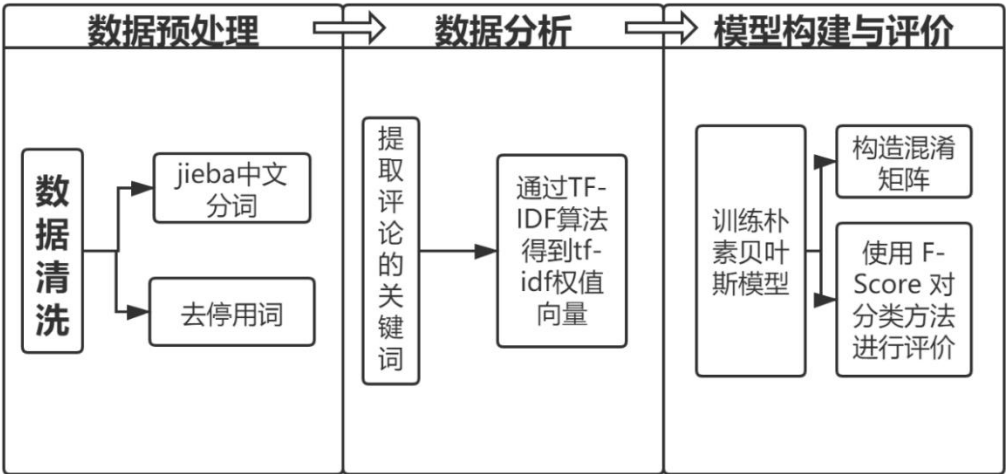 数据预处理
数据分析
模型构建与评价
数
据
清
洗
jieba中文
分词
去停用词
提
取
评
论
的
关
键
词
通过TF-
IDF算法
得到tf-
idf权值
向量
训练朴
素贝叶
斯模型
构造混淆
矩阵
使用 F-
Score 对
分类方法
进行评价